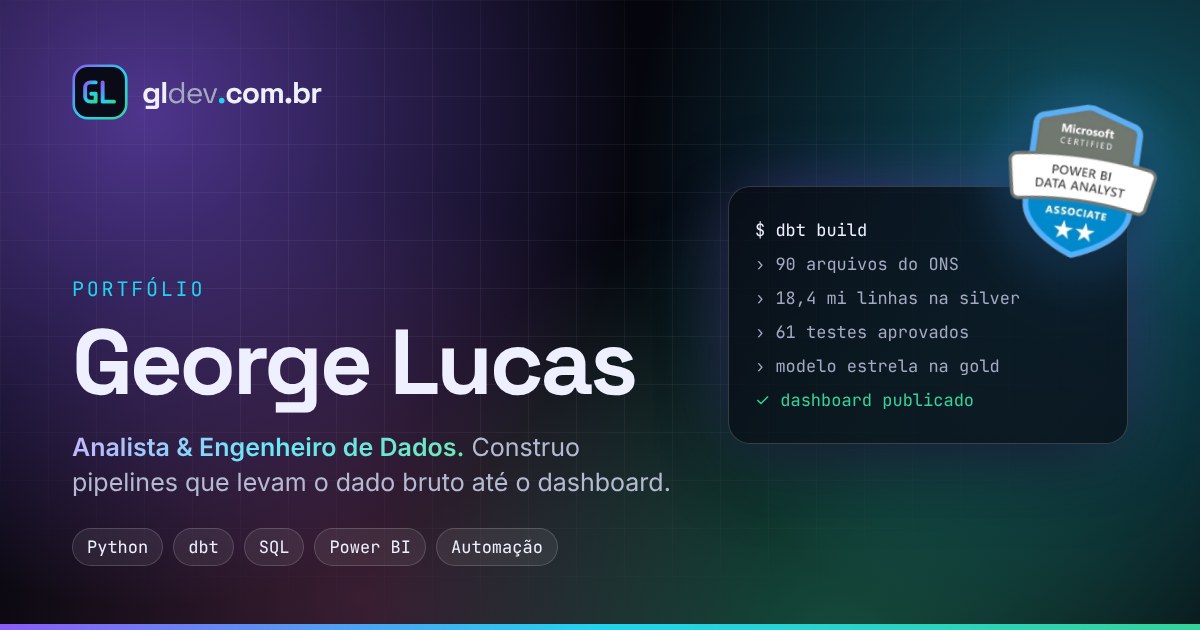 GL
gldev.com.br
Microsoft
CERTIFIED
POWER BI
DATA ANALYST
ASSOCIATE
$ dbt build
› 90 arquivos do ONS
› 18,4 mi linhas na silver
› 61 testes aprovados
› modelo estrela na gold
✓ dashboard publicado
PORTFÓLIO
George Lucas
Analista & Engenheiro de Dados. Construo
pipelines que levam o dado bruto até o dashboard.
Python
dbt
SQL
Power BI
Automação